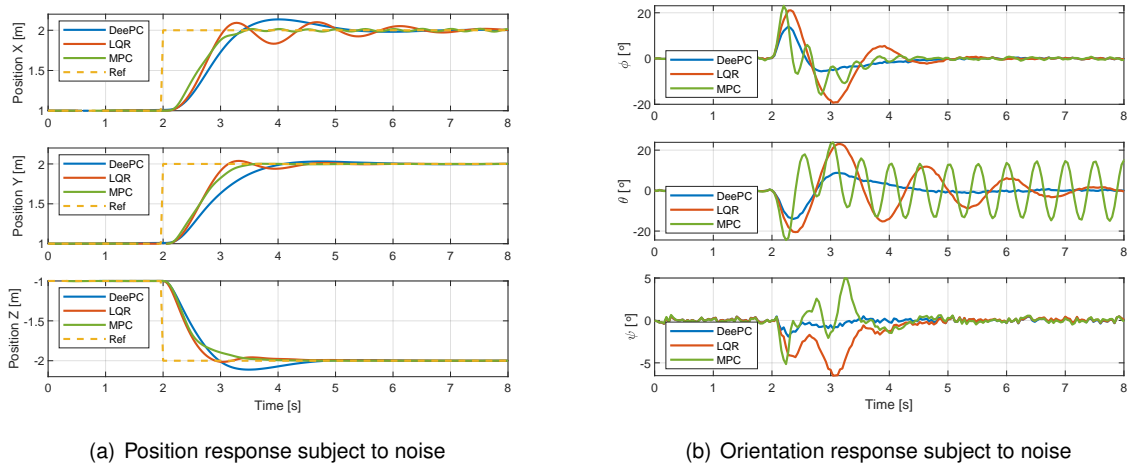 Position X [m]
2
1.5
1
DeePC
LQR
MPC
Ref
0 1 2 3 4 5 6 7 8
Position Y [m]
2
1.5
1
DeePC
LQR
MPC
Ref
0 1 2 3 4 5 6 7 8
Position Z [m]
-1
-1.5
-2
DeePC
LQR
MPC
Ref
0 1 2 3 4 5 6 7 8
Time [s]
(a) Position response subject to noise
ϕ [º]
20
0
-20
DeePC
LQR
MPC
0 1 2 3 4 5 6 7 8
θ [º]
20
0
-20
DeePC
LQR
MPC
0 1 2 3 4 5 6 7 8
ψ [º]
5
0
-5
DeePC
LQR
MPC
0 1 2 3 4 5 6 7 8
Time [s]
(b) Orientation response subject to noise